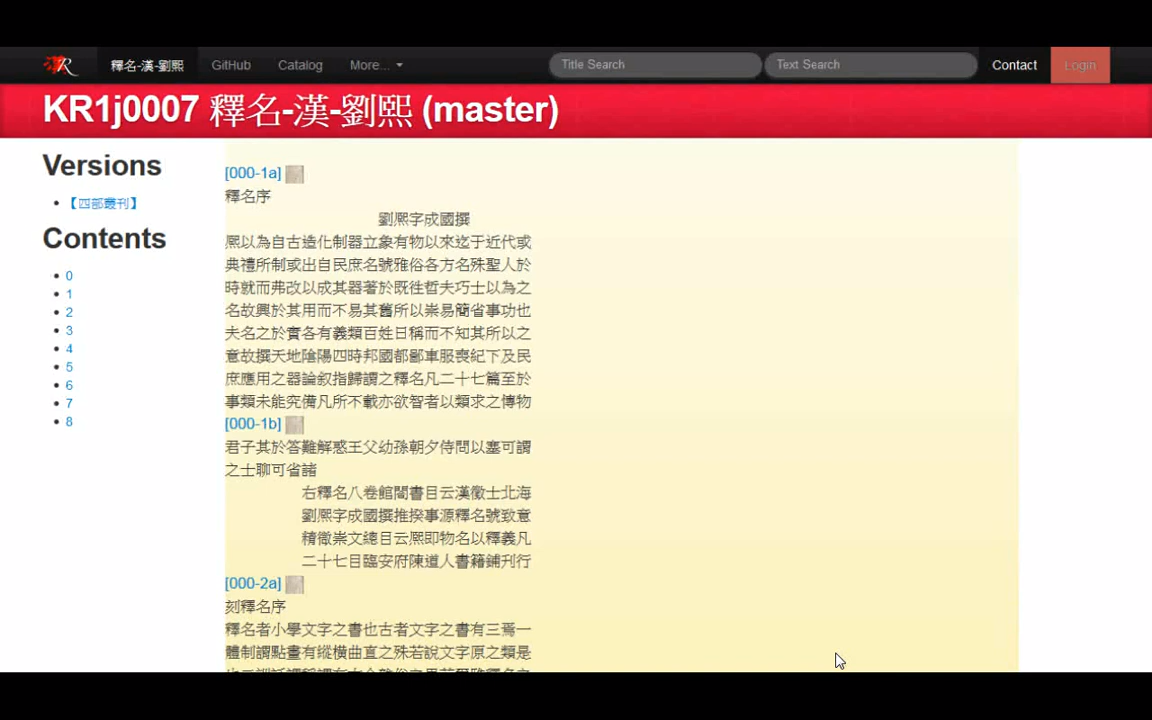 釋名-漢-劉熙
GitHub
Catalog
More...
Title Search
Text Search
Contact
Login
KR1j0007 釋名-漢-劉熙 (master)
Versions
【四部叢刊】
Contents
0
1
2
3
4
5
6
7
8
[000-1a]
釋名序
劉熈字成國撰
熈以為自古造化制器立象有物以來迄于近代或
典禮所制或出自民庶名號雅俗各方名殊聖人於
時就而弗改以成其器著於既徃哲夫巧士以為之
名故興於其用而不易其舊所以崇易簡省事功也
夫名之於實各有義類百姓日稱而不知其所以之
意故撰天地陰陽四時邦國都鄙車服喪紀下及民
庶應用之器論叙指歸謂之釋名凡二十七篇至於
事類未能究備凡所不載亦欲智者以類求之博物
[000-1b]
君子其於答難解惑王父幼孫朝夕侍問以塞可謂
之士聊可省諸
右釋名八卷館閣書目云漢徵士北海
劉熈字成國撰推揆事源釋名號致意
精微崇文總目云熈即物名以釋義凡
二十七目臨安府陳道人書籍鋪刊行
[000-2a]
刻釋名序
釋名者小學文字之書也古者文字之書有三焉一
體制謂點畫有縱橫曲直之殊若說文字原之類是